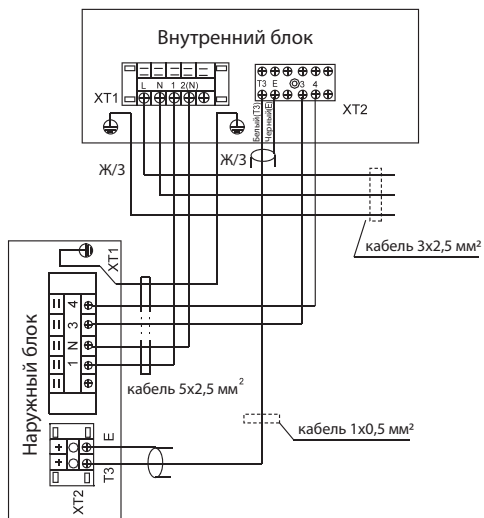 Внутренний блок
XT1
L N 1 2(N)
T3 E 3 4
XT2
Белый(Т3)
Черный(Е)
Ж/З
Ж/З
кабель 3х2,5 мм²
Наружный блок
XT1
4
3
N
1
кабель 5х2,5 мм²
кабель 1х0,5 мм²
E
T3
XT2